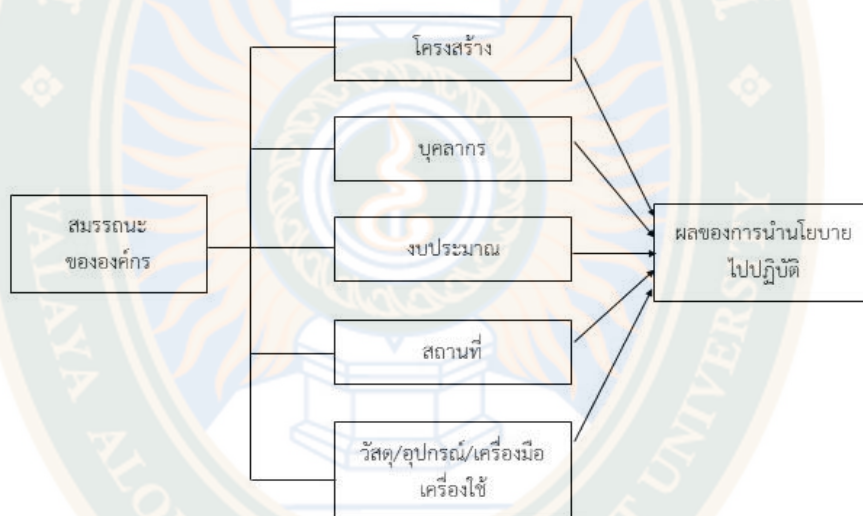 โครงสร้าง
บุคลากร
สมรรถนะ
ขององค์กร
งบประมาณ
ผลของการนำนโยบาย
ไปปฏิบัติ
สถานที่
วัสดุ/อุปกรณ์/เครื่องมือ
เครื่องใช้
VALAYA ALO
UNIVERSITY